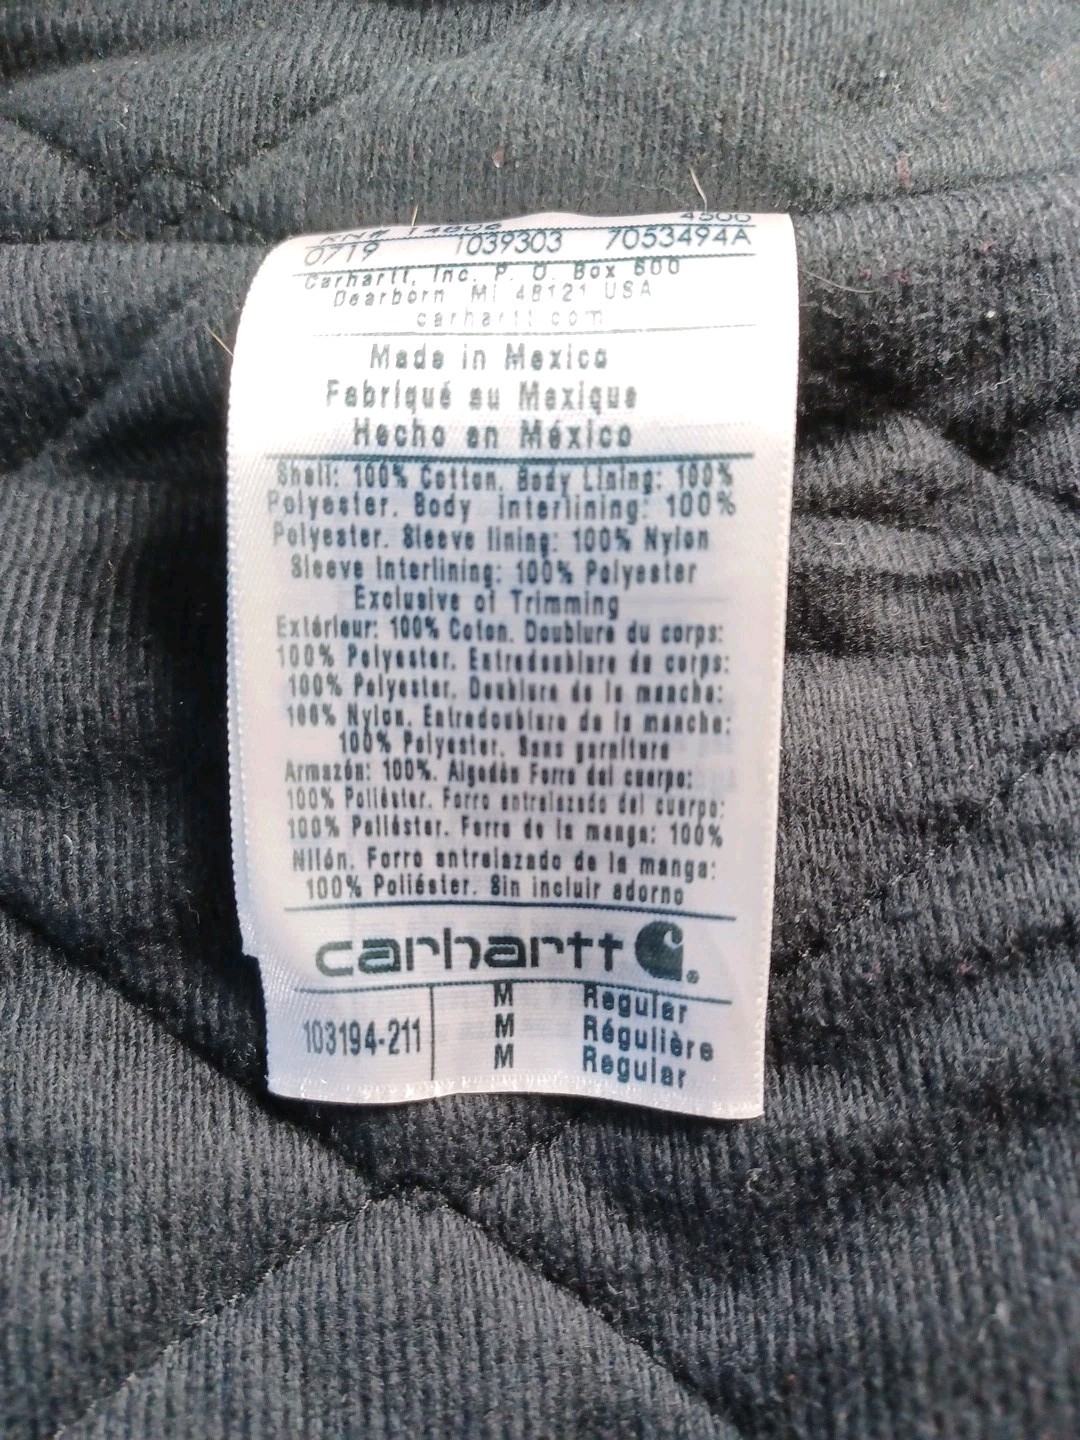 RN# 14806 4500
0719 1039303 7053494A
Carhartt, Inc. P. O. Box 600
Dearborn MI 48121 USA
carhartt.com
Made in Mexico
Fabriqué au Mexique
Hecho en México
Shell: 100% Cotton. Body Lining: 100%
Polyester. Body interlining: 100%
Polyester. Sleeve lining: 100% Nylon
Sleeve Interlining: 100% Polyester
Exclusive of Trimming
Extérieur: 100% Coton. Doublure du corps:
100% Polyester. Entredoublure du corps:
100% Polyester. Doublure de la manche:
100% Nylon. Entredoublure de la manche:
100% Polyester. Sans garniture
Armazón: 100%. Algodón Forro del cuerpo:
100% Poliéster. Forro entrelazado del cuerpo:
100% Poliéster. Forro de la manga: 100%
Nilón. Forro entrelazado de la manga:
100% Poliéster. Sin incluir adorno
carhartt
103194-211
M Regular
M Régulière
M Regular